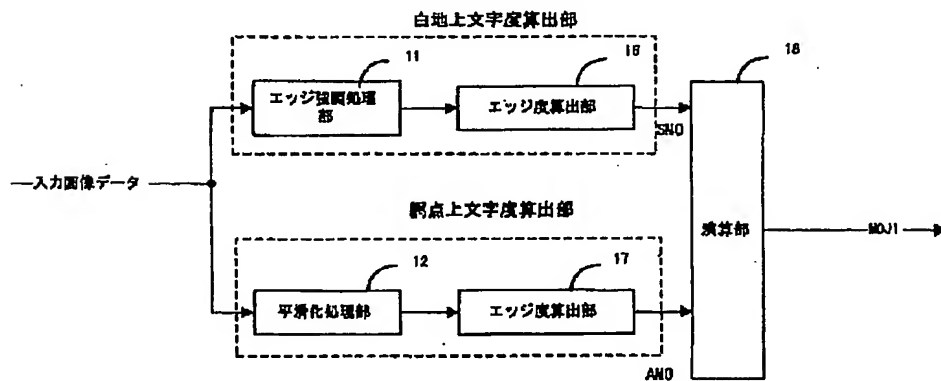 白地上文字度算出部
11
16
18
エッジ強調処理
部
エッジ度算出部
SMO
入力画像データ
網点上文字度算出部
演算部
MOJI
12
17
平滑化処理部
エッジ度算出部
AMO